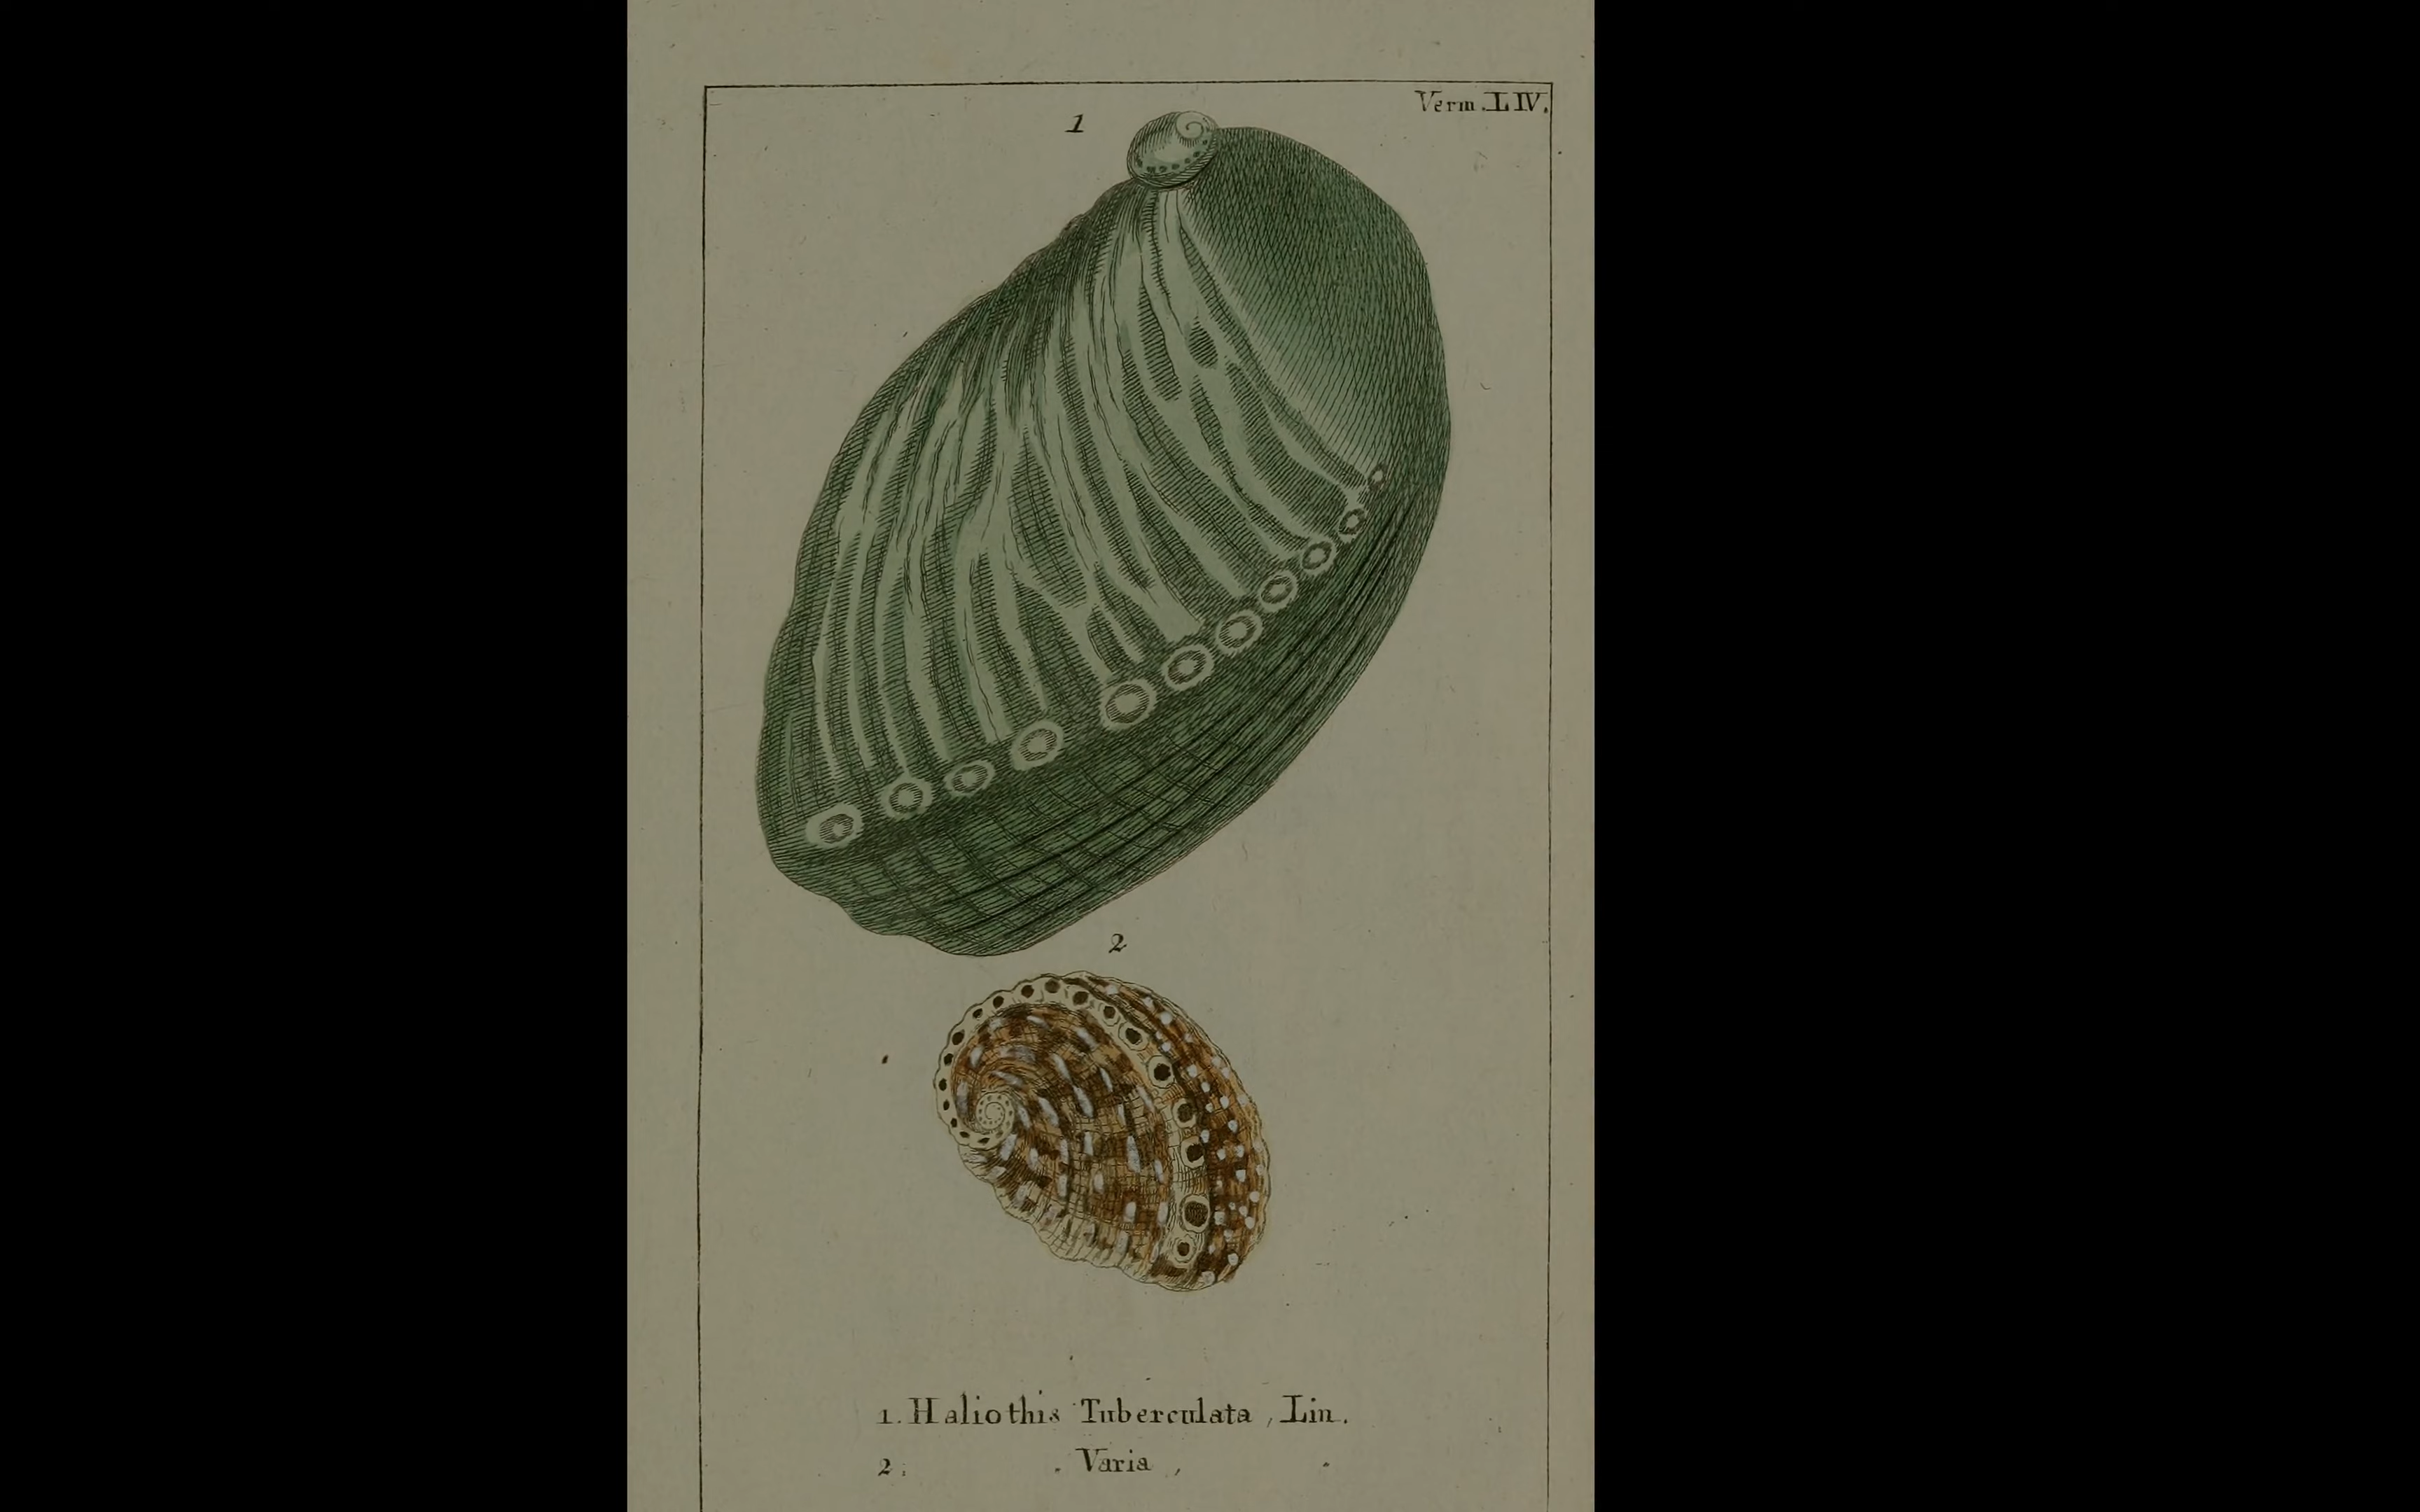 Verm. LIV.
1
2
1. Haliothis Tuberculata, Lin.
2. . Varia, .